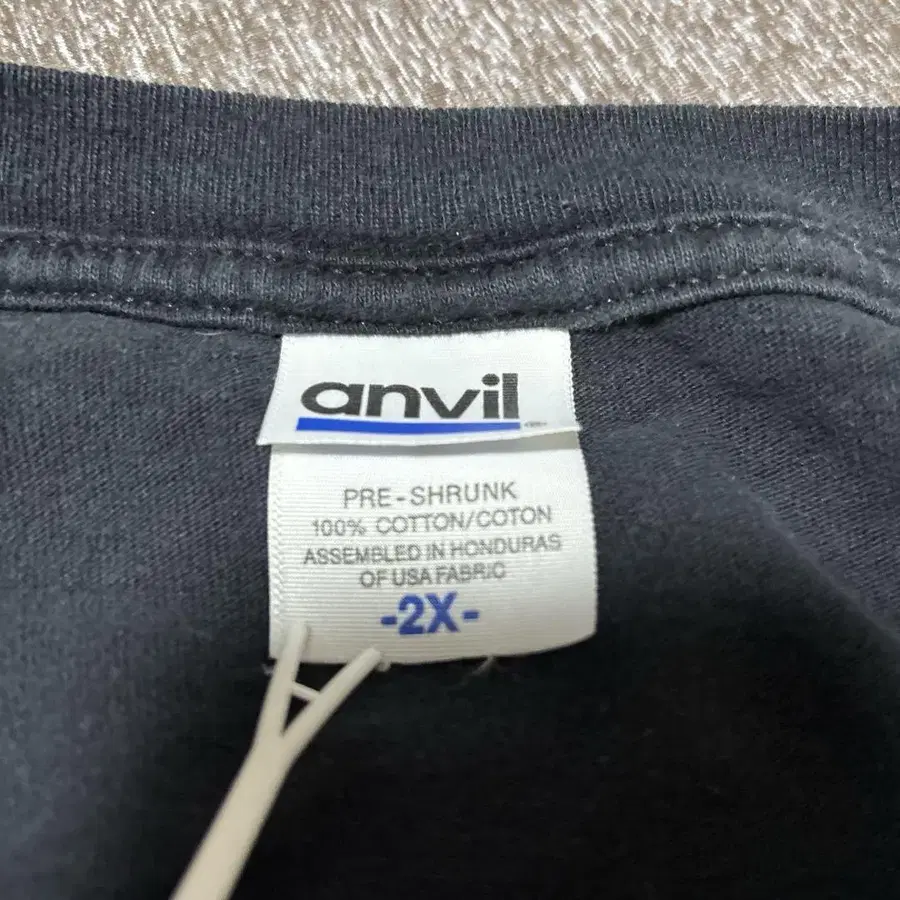 anvil
PRE-SHRUNK
100% COTTON/COTON
ASSEMBLED IN HONDURAS
OF USA FABRIC
-2X-